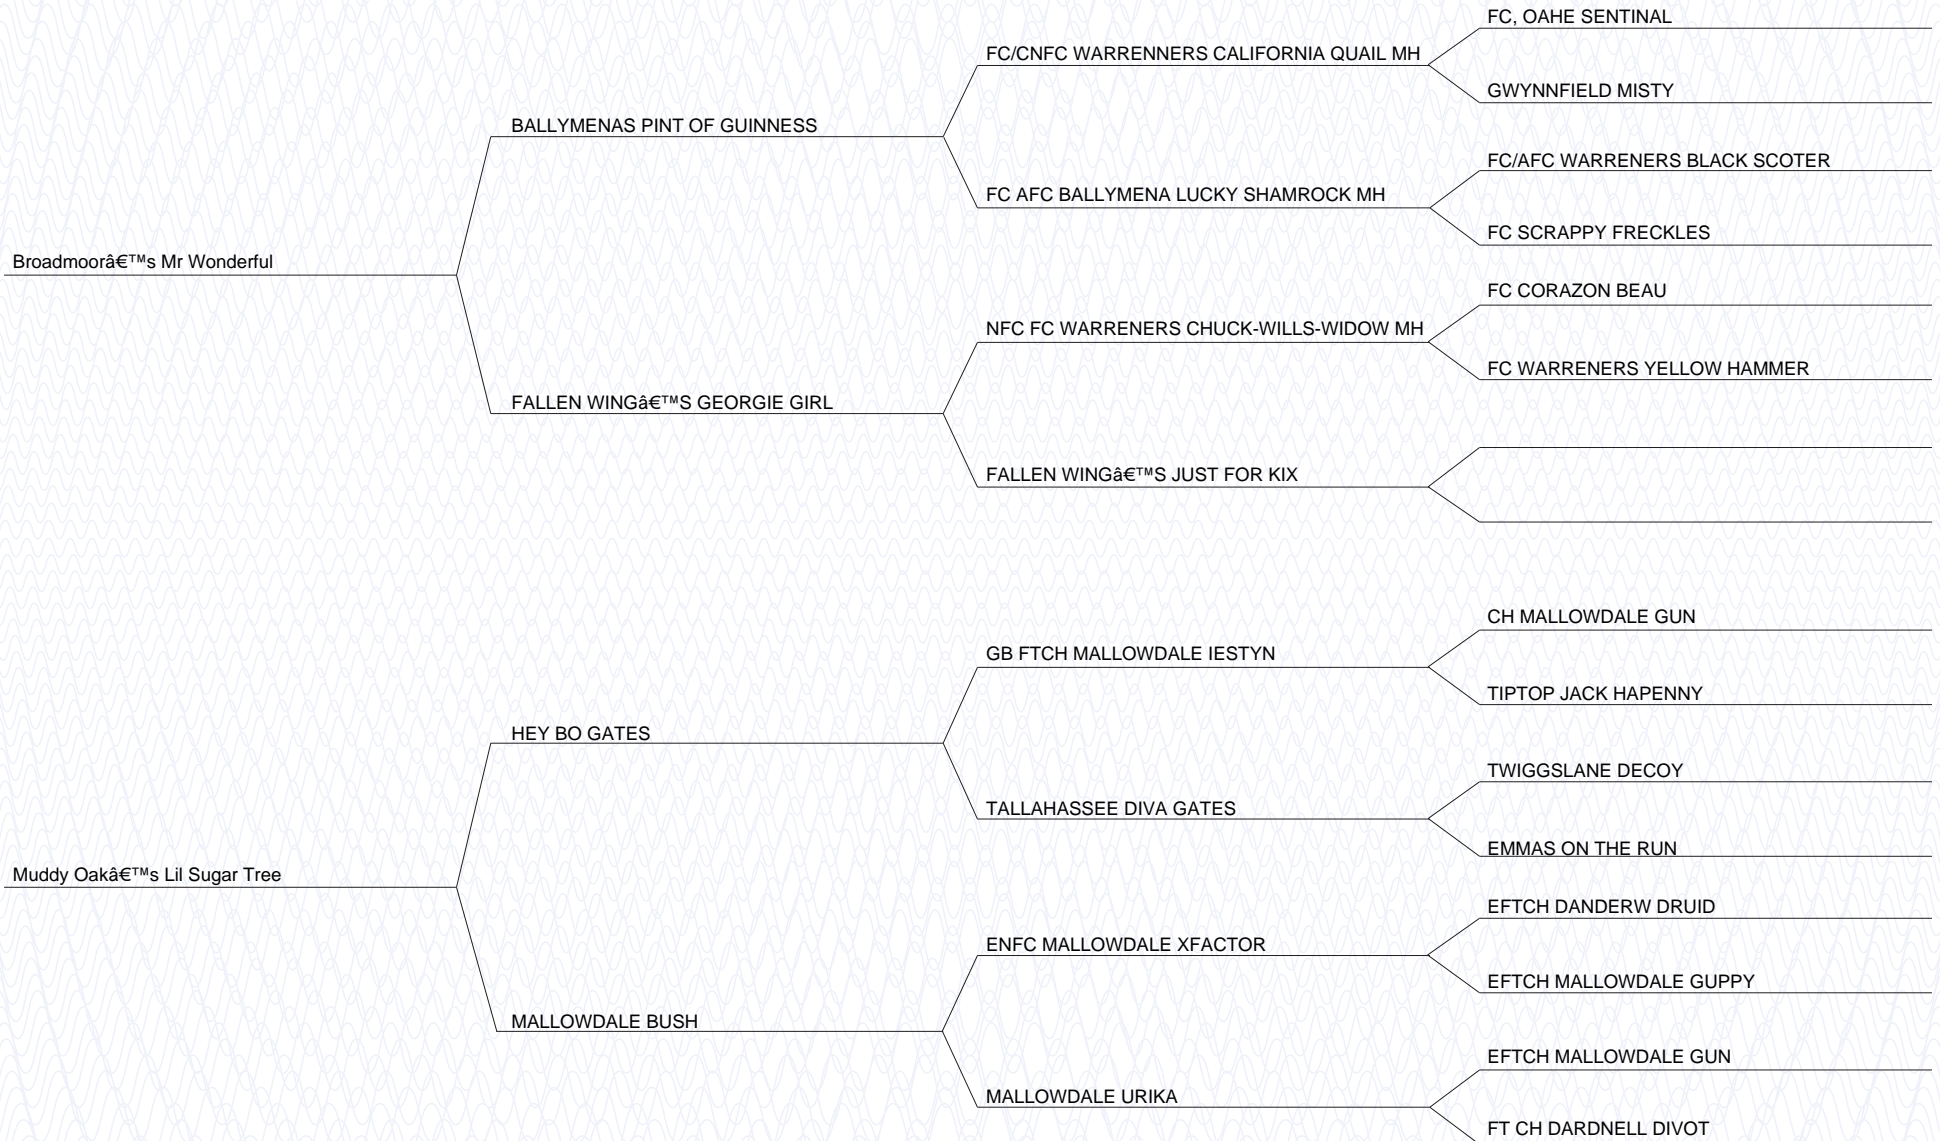 FC, OAHE SENTINAL
FC/CNFC WARRENNERS CALIFORNIA QUAIL MH
GWYNNFIELD MISTY
BALLYMENAS PINT OF GUINNESS
FC/AFC WARRENERS BLACK SCOTER
FC AFC BALLYMENA LUCKY SHAMROCK MH
FC SCRAPPY FRECKLES
Broadmoorâ€™s Mr Wonderful
FC CORAZON BEAU
NFC FC WARRENERS CHUCK-WILLS-WIDOW MH
FC WARRENERS YELLOW HAMMER
FALLEN WINGâ€™S GEORGIE GIRL
FALLEN WINGâ€™S JUST FOR KIX
CH MALLOWDALE GUN
GB FTCH MALLOWDALE IESTYN
TIPTOP JACK HAPENNY
HEY BO GATES
TWIGGSLANE DECOY
TALLAHASSEE DIVA GATES
EMMAS ON THE RUN
Muddy Oakâ€™s Lil Sugar Tree
EFTCH DANDERW DRUID
ENFC MALLOWDALE XFACTOR
EFTCH MALLOWDALE GUPPY
MALLOWDALE BUSH
EFTCH MALLOWDALE GUN
MALLOWDALE URIKA
FT CH DARDNELL DIVOT